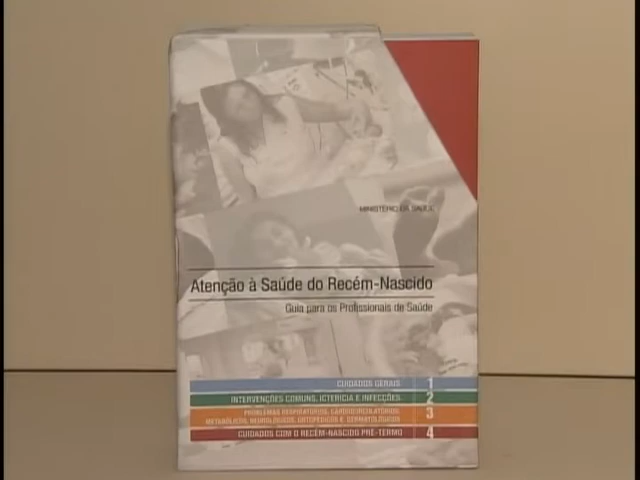 MINISTÉRIO DA SAÚDE
Atenção à Saúde do Recém-Nascido
Guia para os Profissionais de Saúde
CUIDADOS GERAIS 1
INTERVENÇÕES COMUNS, ICTERÍCIA E INFECÇÕES 2
PROBLEMAS RESPIRATÓRIOS, CARDIOCIRCULATÓRIOS, 3
METABÓLICOS, NEUROLÓGICOS, ORTOPÉDICOS E DERMATOLÓGICOS
CUIDADOS COM O RECÉM-NASCIDO PRÉ-TERMO 4